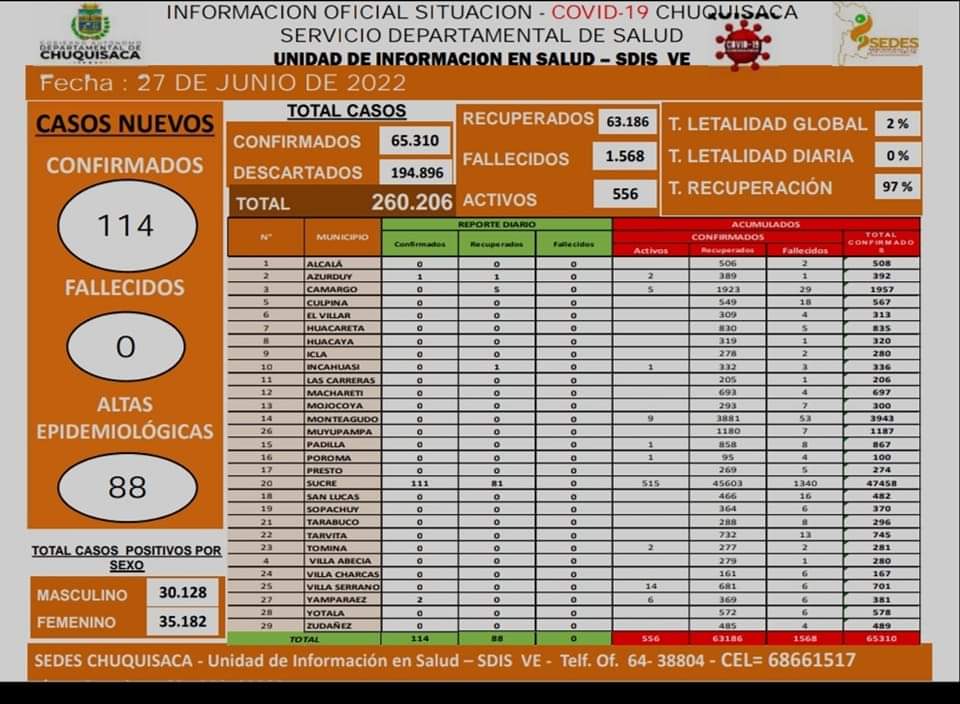 INFORMACION OFICIAL SITUACION - COVID-19 CHUQUISACA
SERVICIO DEPARTAMENTAL DE SALUD
UNIDAD DE INFORMACION EN SALUD – SDIS VE
DEPARTAMENTAL DE
CHUQUISACA
COVID-19
SEDES
Fecha : 27 DE JUNIO DE 2022
CASOS NUEVOS
CONFIRMADOS
114
FALLECIDOS
0
ALTAS
EPIDEMIOLÓGICAS
88
TOTAL CASOS POSITIVOS POR
SEXO
MASCULINO 30.128
FEMENINO 35.182
TOTAL CASOS
CONFIRMADOS 65.310
DESCARTADOS 194.896
TOTAL 260.206
RECUPERADOS 63.186
FALLECIDOS 1.568
ACTIVOS 556
T. LETALIDAD GLOBAL 2 %
T. LETALIDAD DIARIA 0 %
T. RECUPERACIÓN 97 %
REPORTE DIARIO ACUMULADOS
N° MUNICIPIO Confirmados Recuperados Fallecidos CONFIRMADOS TOTAL CONFIRMADOS
Activos Recuperados Fallecidos
1 ALCALÁ 0 0 0 506 2 508
2 AZURDUY 1 1 0 2 389 1 392
3 CAMARGO 0 5 0 5 1923 29 1957
5 CULPINA 0 0 0 549 18 567
6 EL VILLAR 0 0 0 309 4 313
7 HUACARETA 0 0 0 830 5 835
8 HUACAYA 0 0 0 319 1 320
9 ICLA 0 0 0 278 2 280
10 INCAHUASI 0 1 0 1 332 3 336
11 LAS CARRERAS 0 0 0 205 1 206
12 MACHARETI 0 0 0 693 4 697
13 MOJOCOYA 0 0 0 293 7 300
14 MONTEAGUDO 0 0 0 9 3881 53 3943
26 MUYUPAMPA 0 0 0 1180 7 1187
15 PADILLA 0 0 0 1 858 8 867
16 POROMA 0 0 0 1 95 4 100
17 PRESTO 0 0 0 269 5 274
20 SUCRE 111 81 0 515 45603 1340 47458
18 SAN LUCAS 0 0 0 466 16 482
19 SOPACHUY 0 0 0 364 6 370
21 TARABUCO 0 0 0 288 8 296
22 TARVITA 0 0 0 732 13 745
23 TOMINA 0 0 0 2 277 2 281
4 VILLA ABECIA 0 0 0 279 1 280
24 VILLA CHARCAS 0 0 0 161 6 167
25 VILLA SERRANO 0 0 0 14 681 6 701
27 YAMPARAEZ 2 0 0 6 369 6 381
28 YOTALA 0 0 0 572 6 578
29 ZUDAÑEZ 0 0 0 485 4 489
TOTAL 114 88 0 556 63186 1568 65310
SEDES CHUQUISACA - Unidad de Información en Salud – SDIS VE - Telf. Of. 64- 38804 - CEL= 68661517